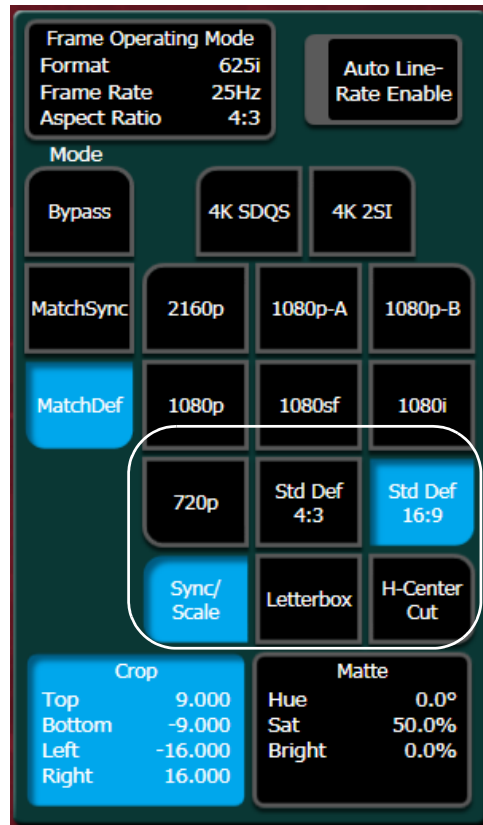 Frame Operating Mode
Format 625i
Frame Rate 25Hz
Aspect Ratio 4:3
Auto Line-
Rate Enable
Mode
Bypass
4K SDQS
4K 2SI
MatchSync
2160p
1080p-A
1080p-B
MatchDef
1080p
1080sf
1080i
720p
Std Def
4:3
Std Def
16:9
Sync/
Scale
Letterbox
H-Center
Cut
Crop
Top 9.000
Bottom -9.000
Left -16.000
Right 16.000
Matte
Hue 0.0°
Sat 50.0%
Bright 0.0%